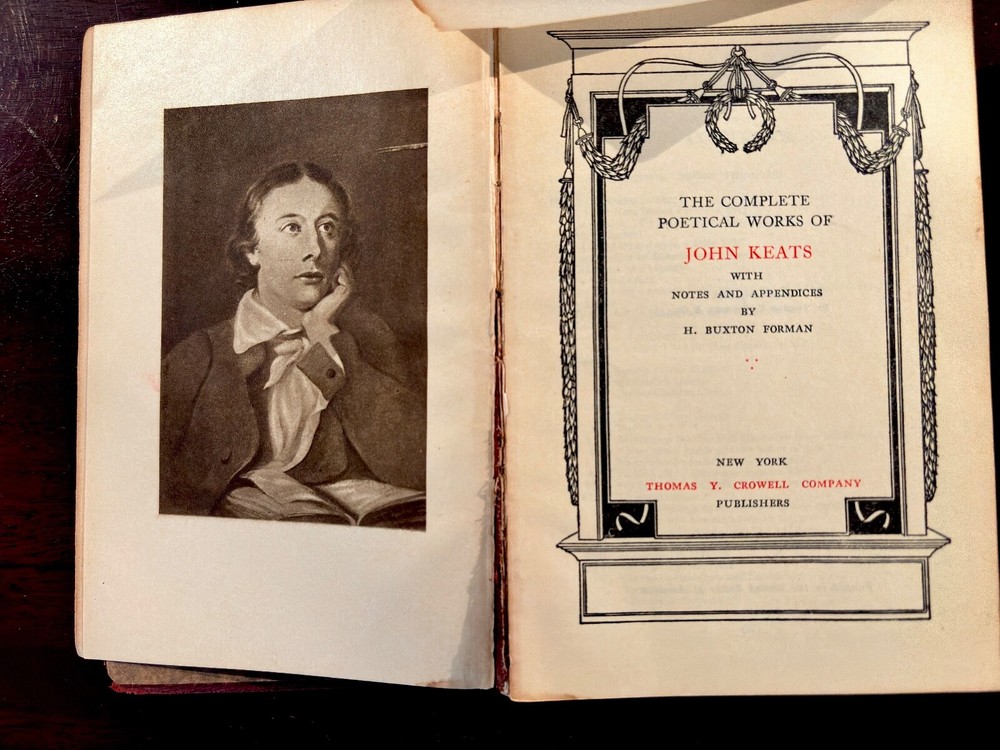 THE COMPLETE
POETICAL WORKS OF
JOHN KEATS
WITH
NOTES AND APPENDICES
BY
H. BUXTON FORMAN
NEW YORK
THOMAS Y. CROWELL COMPANY
PUBLISHERS